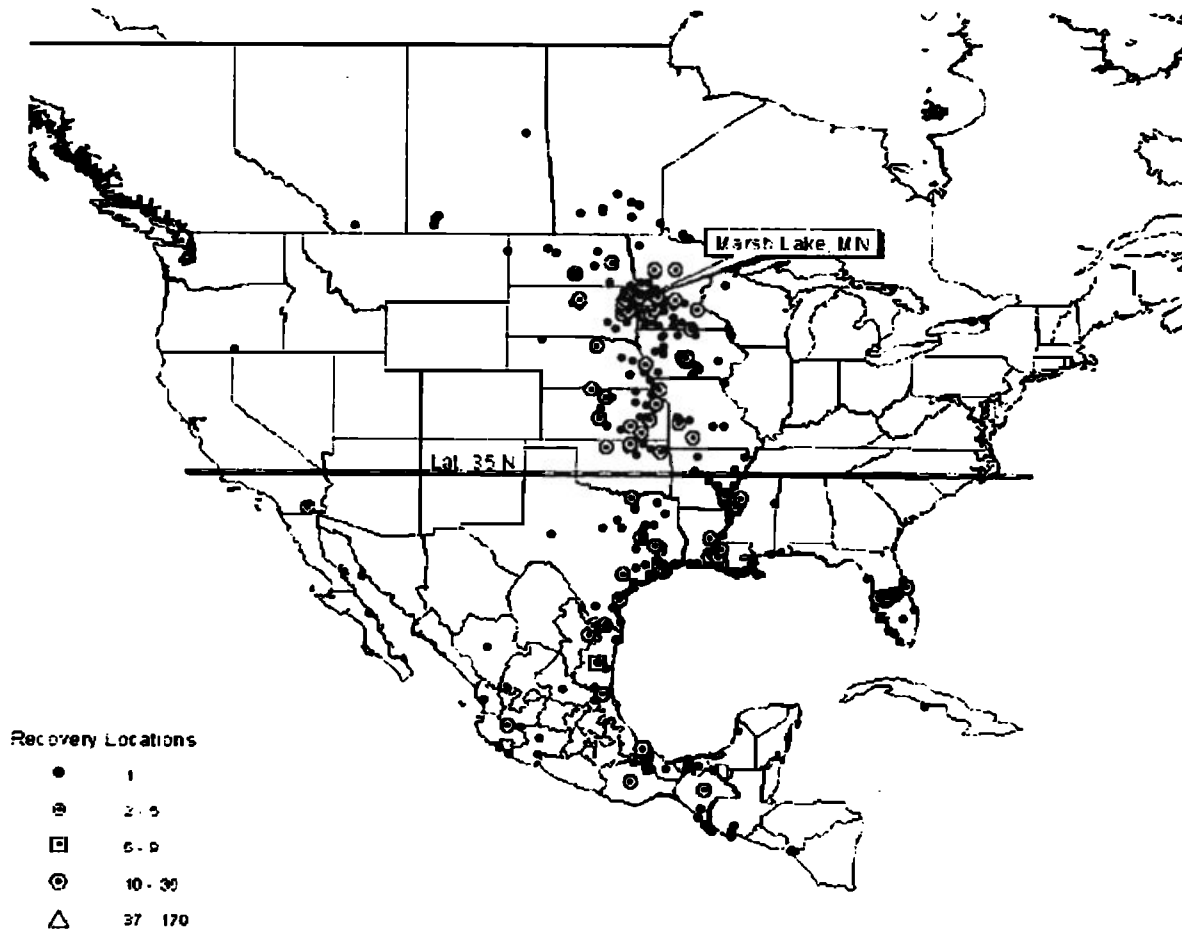 Marsh Lake, MN
Lat. 35 N
Recovery Locations
1
2 - 5
6 - 9
10 - 36
37 - 170